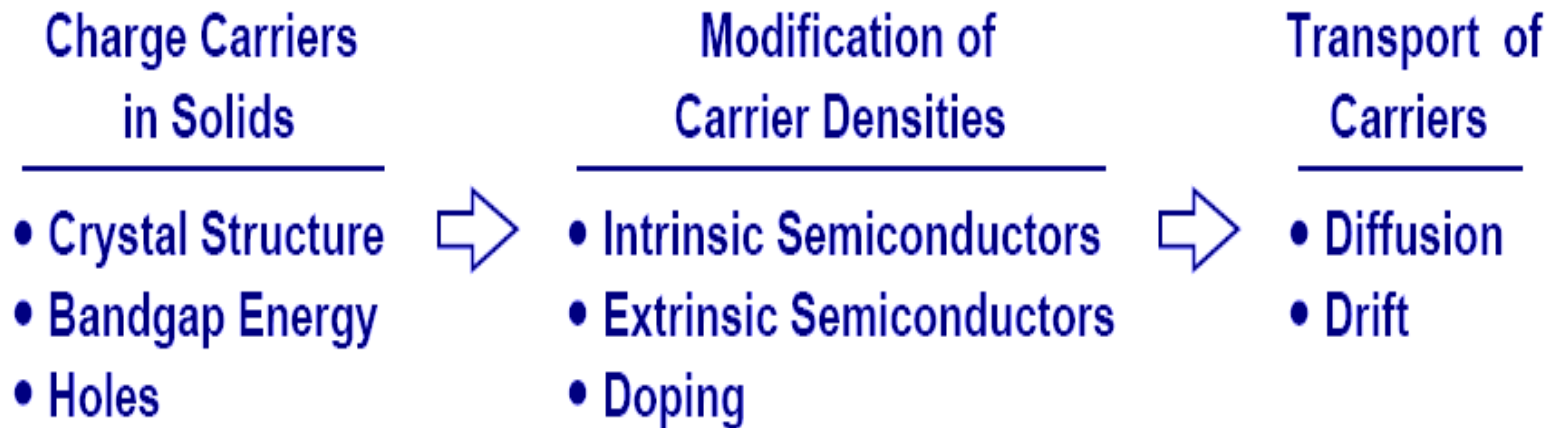 Charge Carriers
in Solids
• Crystal Structure
• Bandgap Energy
• Holes
Modification of
Carrier Densities
• Intrinsic Semiconductors
• Extrinsic Semiconductors
• Doping
Transport of
Carriers
• Diffusion
• Drift